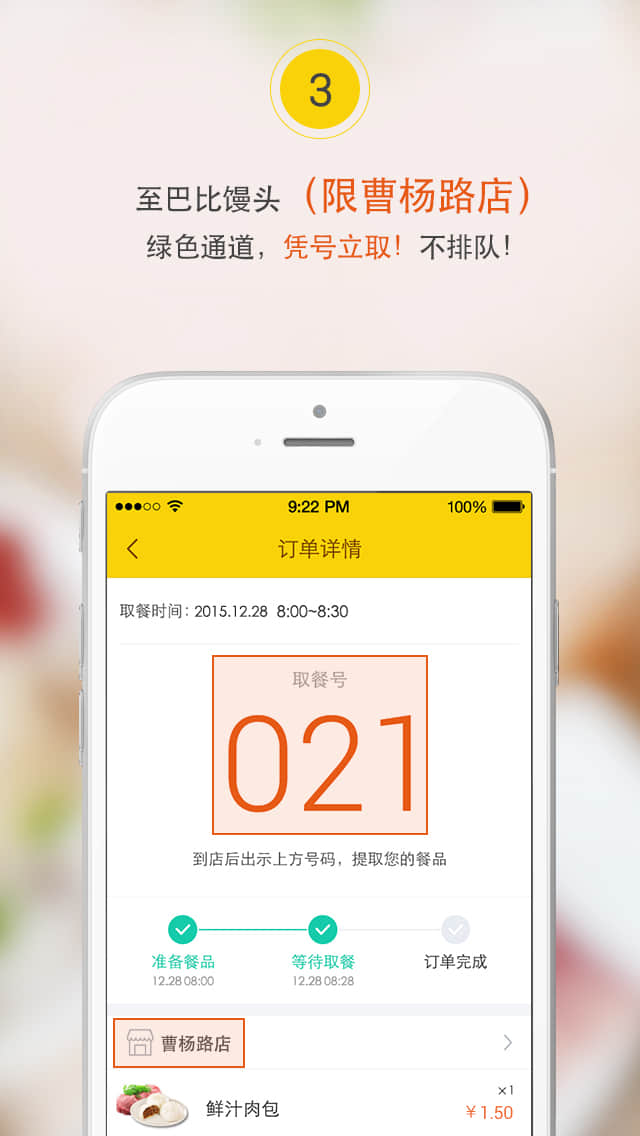 3
至巴比馒头（限曹杨路店）
绿色通道，凭号立取！不排队！
9:22 PM 100%
订单详情
取餐时间：2015.12.28 8:00~8:30
取餐号
021
到店后出示上方号码，提取您的餐品
准备餐品 等待取餐 订单完成
12.28 08:00 12.28 08:28
曹杨路店
×1
鲜汁肉包 ￥1.50